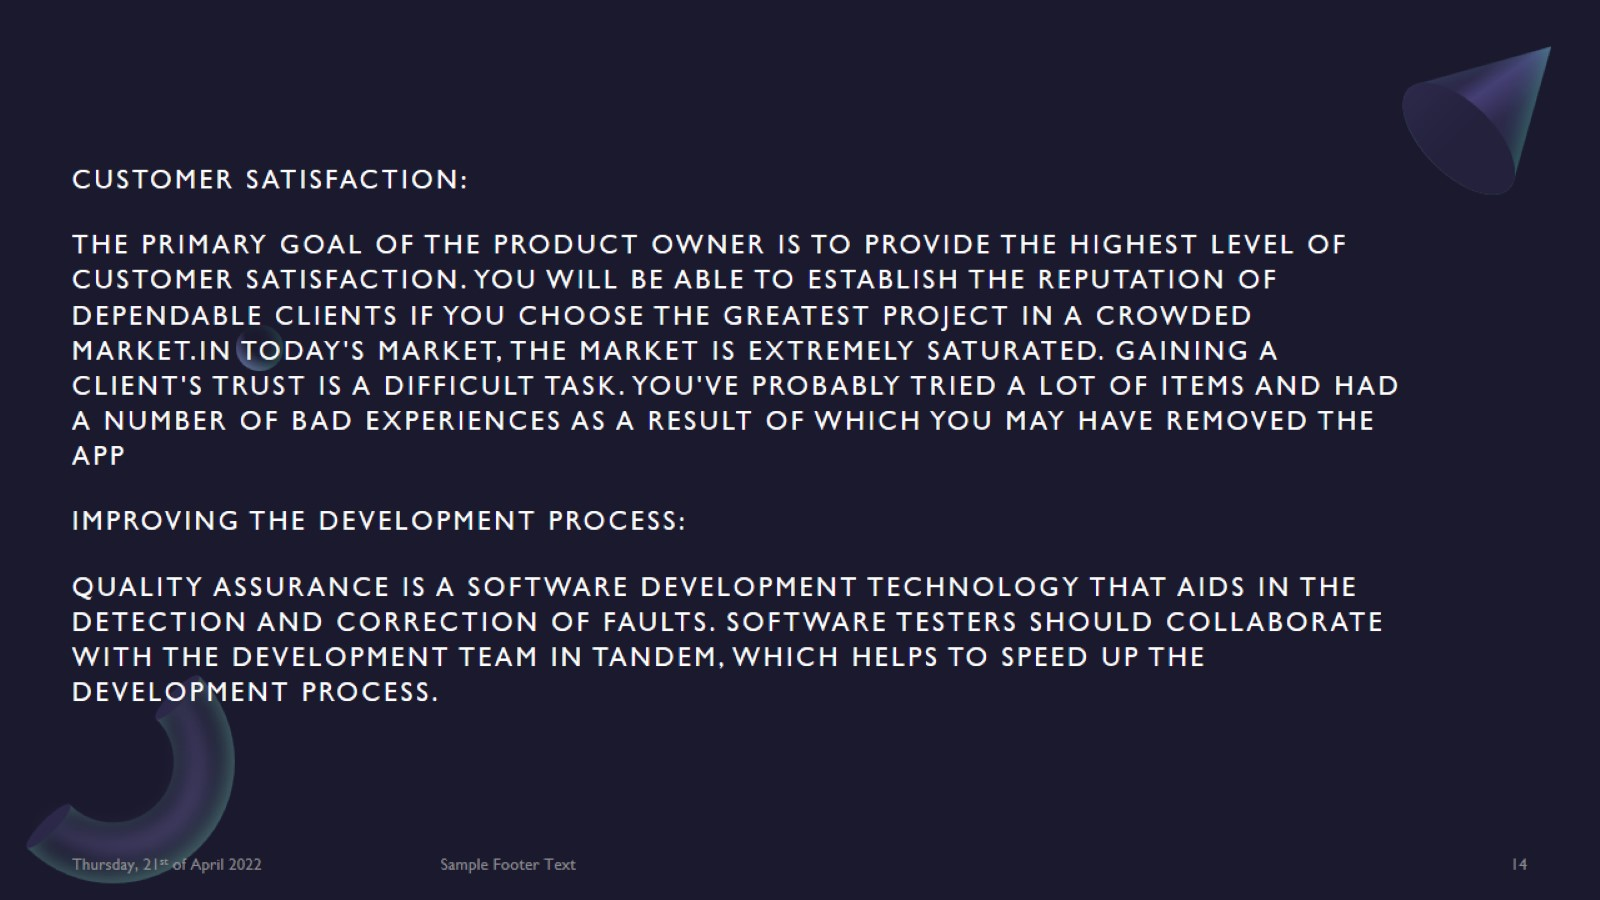 CUSTOMER SATISFACTION:
THE PRIMARY GOAL OF THE PRODUCT OWNER IS TO PROVIDE THE HIGHEST LEVEL OF
CUSTOMER SATISFACTION. YOU WILL BE ABLE TO ESTABLISH THE REPUTATION OF
DEPENDABLE CLIENTS IF YOU CHOOSE THE GREATEST PROJECT IN A CROWDED
MARKET.IN TODAY'S MARKET, THE MARKET IS EXTREMELY SATURATED. GAINING A
CLIENT'S TRUST IS A DIFFICULT TASK. YOU'VE PROBABLY TRIED A LOT OF ITEMS AND HAD
A NUMBER OF BAD EXPERIENCES AS A RESULT OF WHICH YOU MAY HAVE REMOVED THE
APP
IMPROVING THE DEVELOPMENT PROCESS:
QUALITY ASSURANCE IS A SOFTWARE DEVELOPMENT TECHNOLOGY THAT AIDS IN THE
DETECTION AND CORRECTION OF FAULTS. SOFTWARE TESTERS SHOULD COLLABORATE
WITH THE DEVELOPMENT TEAM IN TANDEM, WHICH HELPS TO SPEED UP THE
DEVELOPMENT PROCESS.
Thursday, 21st of April 2022 Sample Footer Text 14